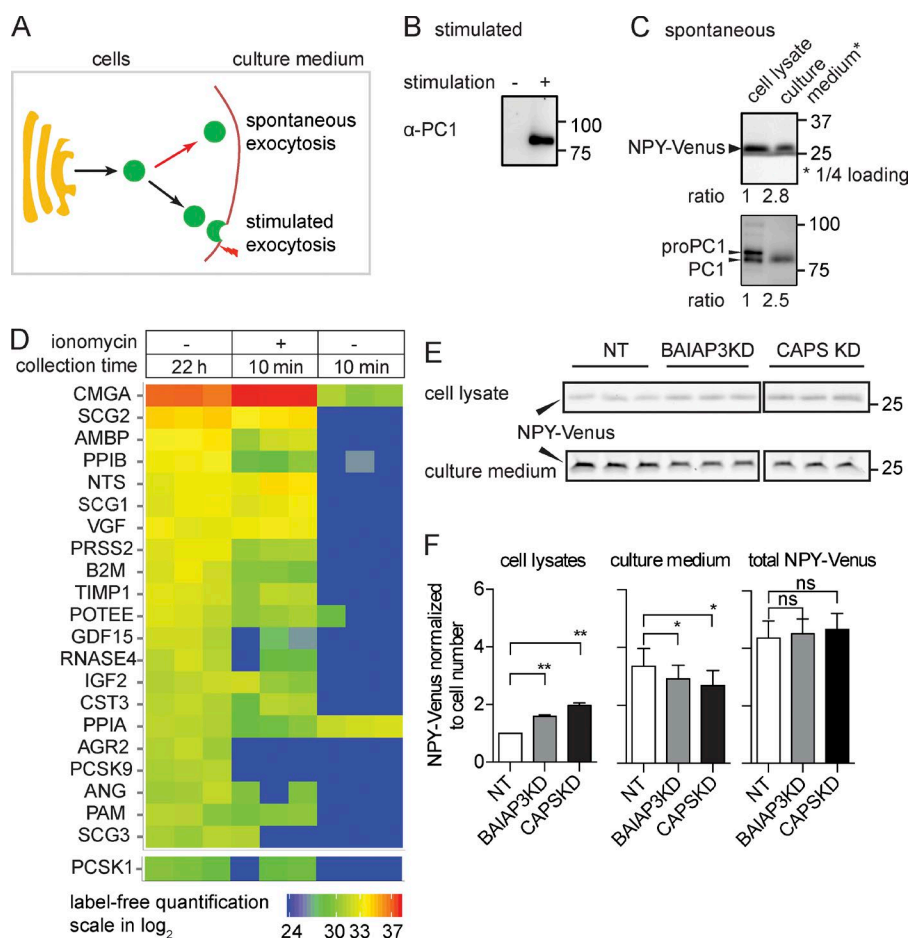 A
cells
culture medium
spontaneous
exocytosis
stimulated
exocytosis
B stimulated
stimulation - +
α-PC1
100
75
C spontaneous
cell lysate
culture
medium*
37
NPY-Venus
25
* 1/4 loading
ratio 1 2.8
100
proPC1
PC1
75
ratio 1 2.5
D
ionomycin - + -
collection time 22 h 10 min 10 min
CMGA
SCG2
AMBP
PPIB
NTS
SCG1
VGF
PRSS2
B2M
TIMP1
POTEE
GDF15
RNASE4
IGF2
CST3
PPIA
AGR2
PCSK9
ANG
PAM
SCG3
PCSK1
label-free quantification
scale in log2
24 30 33 37
E
NT BAIAP3KD CAPS KD
cell lysate
25
NPY-Venus
culture medium
25
F
cell lysates culture medium total NPY-Venus
NPY-Venus normalized
to cell number
6
4
2
0
**
**
*
*
ns
ns
NT
BAIAP3KD
CAPSKD
NT
BAIAP3KD
CAPSKD
NT
BAIAP3KD
CAPSKD